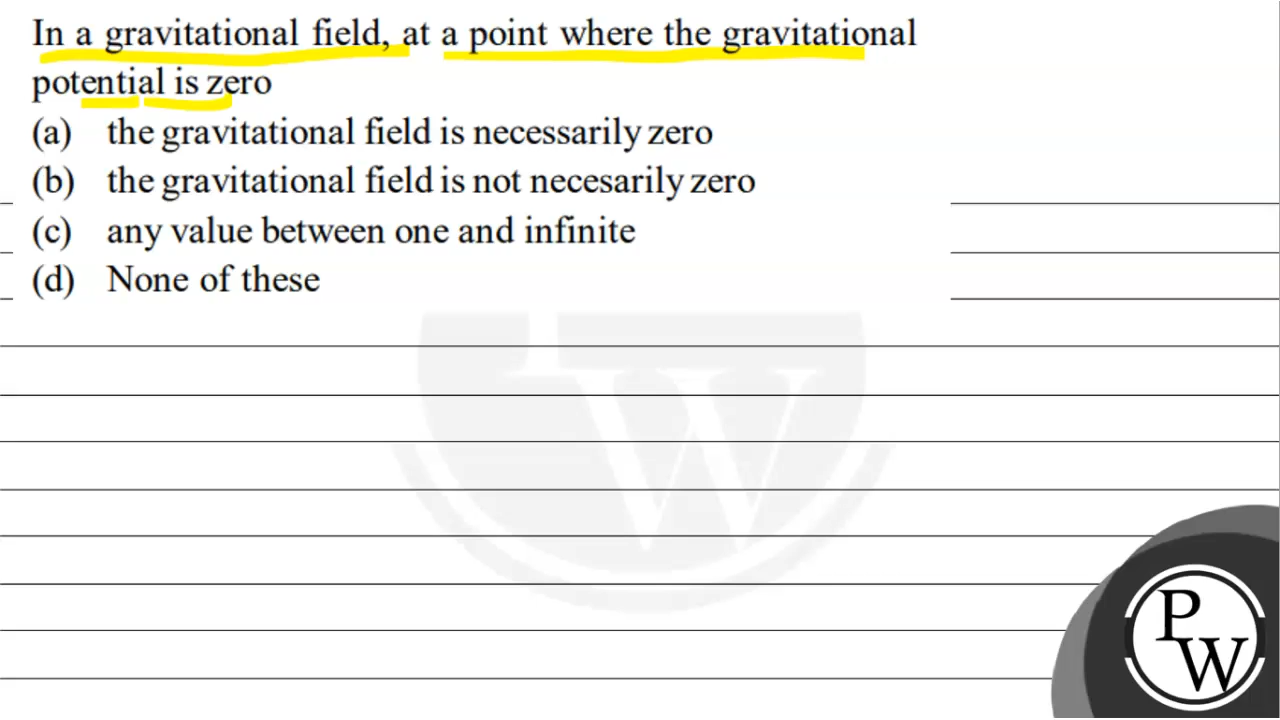 In a gravitational field, at a point where the gravitational
potential is zero
(a) the gravitational field is necessarily zero
(b) the gravitational field is not necesarily zero
(c) any value between one and infinite
(d) None of these
W
P
W